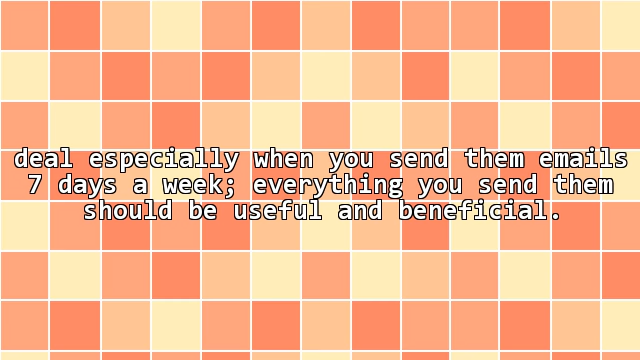 deal especially when you send them emails
7 days a week; everything you send them
should be useful and beneficial.